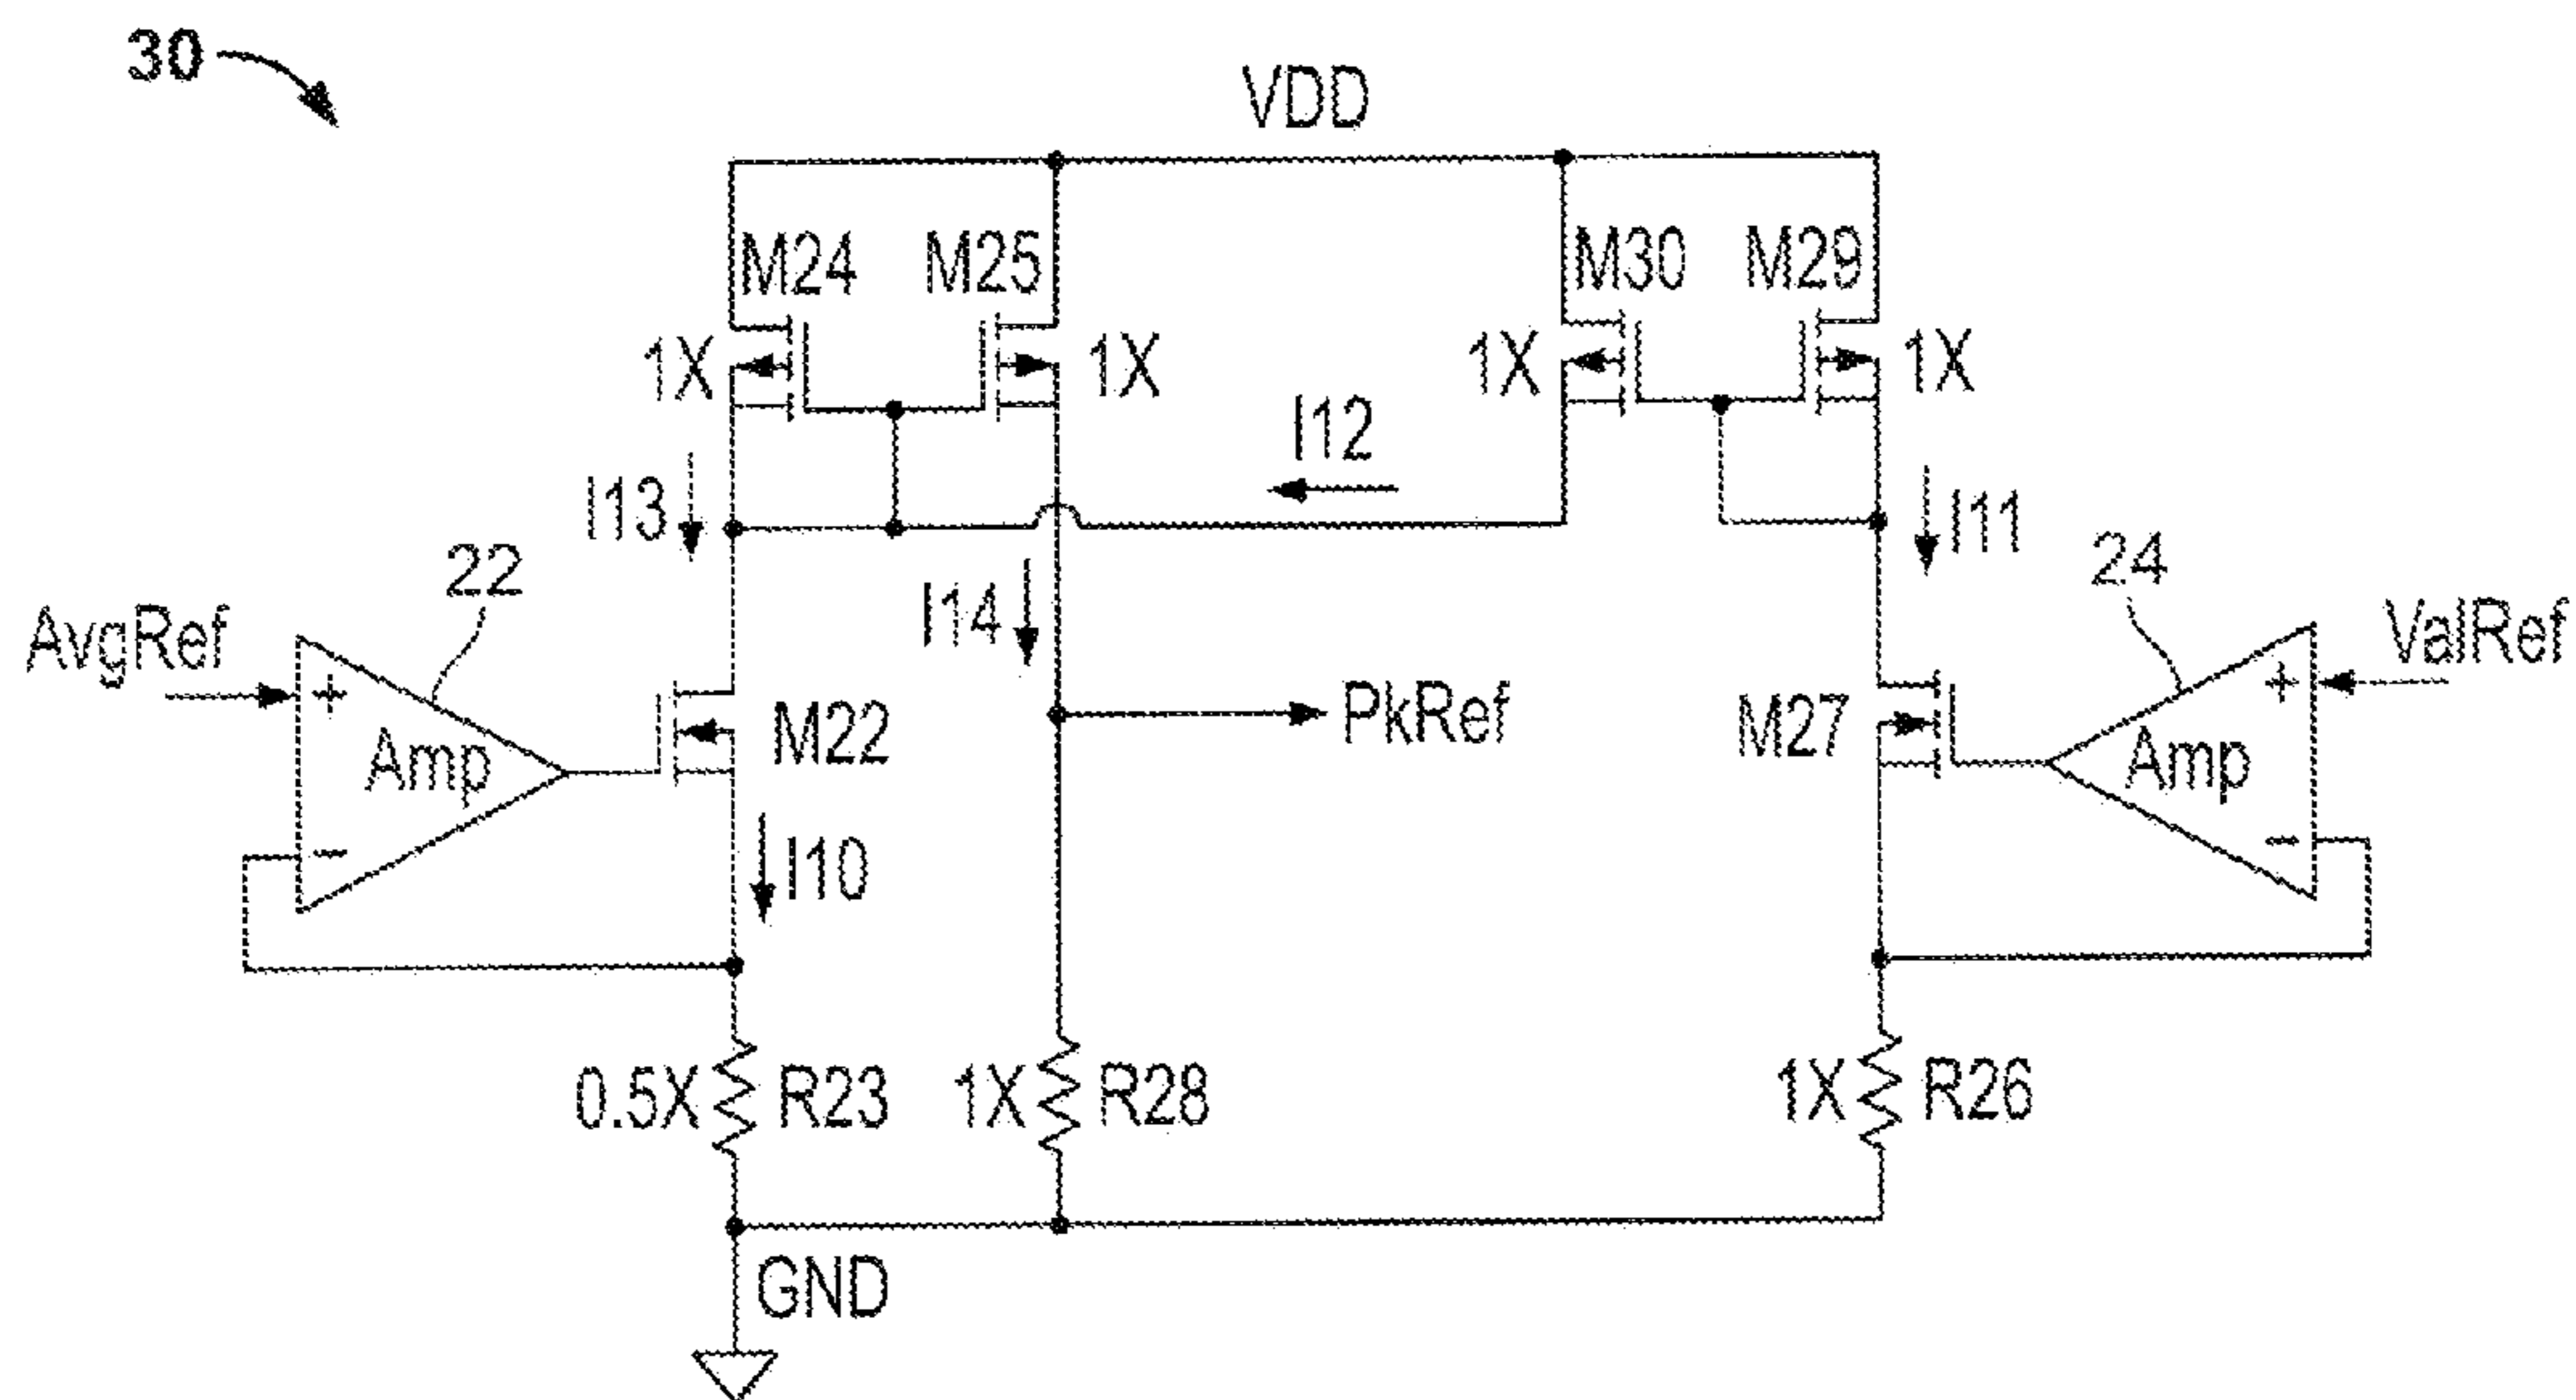 30
VDD
M24 M25 M30 M29
1X 1X 1X 1X
I12
I13 I11
22 24
AvgRef I14 ValRef
+ +
Amp M22 PkRef M27 Amp
- -
I10
0.5X R23 1X R28 1X R26
GND